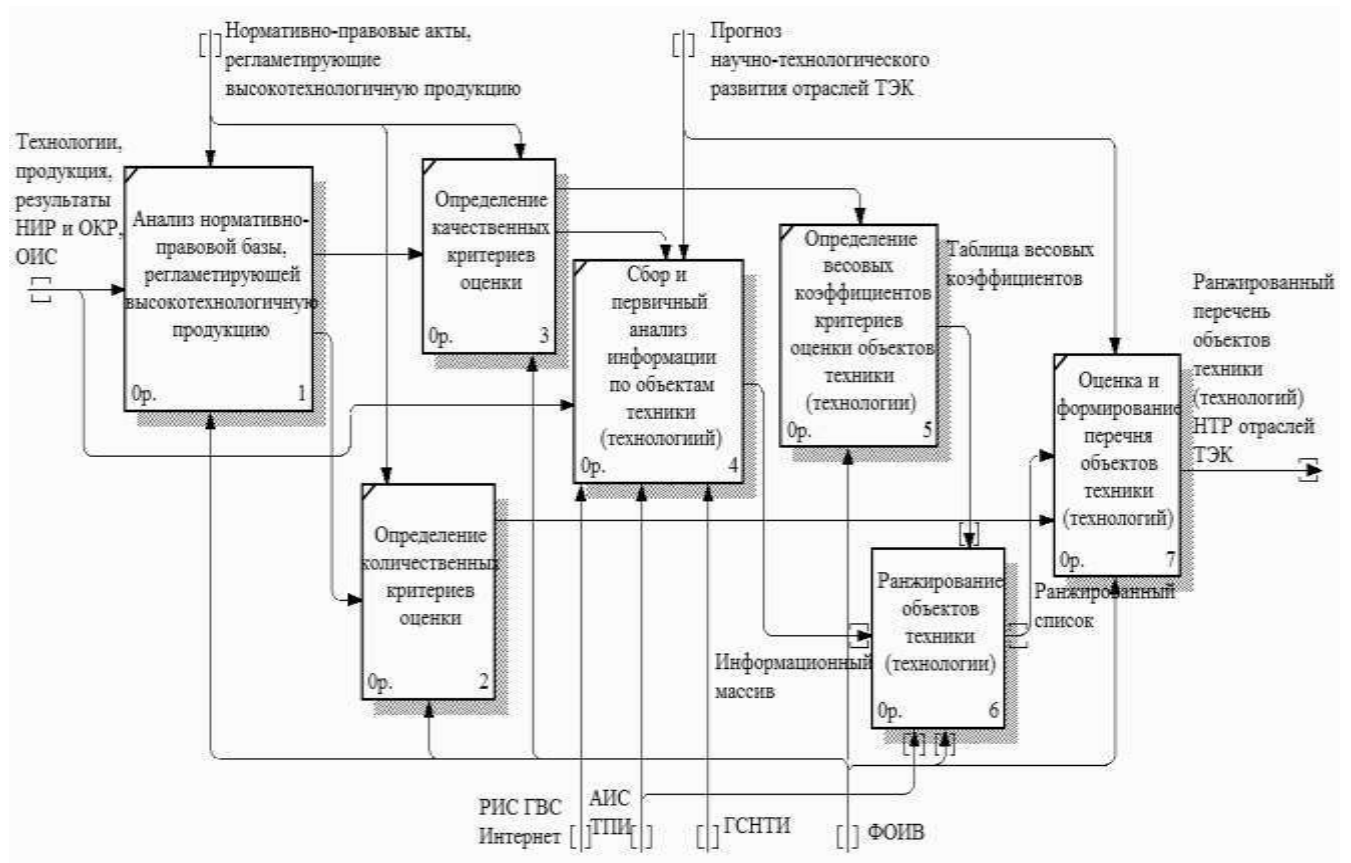 Нормативно-правовые акты,
регламетирующие
высокотехнологичную продукцию
Прогноз
научно-технологического
развития отраслей ТЭК
Технологии,
продукция,
результаты
НИР и ОКР,
ОИС
Анализ нормативно-
правовой базы,
регламетирующей
высокотехнологичную
продукцию
0р. 1
Определение
качественных
критериев
оценки
0р. 3
Сбор и
первичный
анализ
информации
по объектам
техники
(технологиий)
0р. 4
Определение
весовых
коэффициентов
критериев
оценки объектов
техники
(технологии)
0р. 5
Таблица весовых
коэффициентов
Ранжированный
перечень
объектов
техники
(технологий)
НТР отраслей
ТЭК
Оценка и
формирование
перечня
объектов
техники
(технологий)
0р. 7
Определение
количественных
критериев
оценки
0р. 2
Ранжирование
объектов
техники
(технологии)
0р. 6
Ранжированный
список
Информационный
массив
РИС ГВС
Интернет
АИС
ТПИ
ГСНТИ
ФОИВ